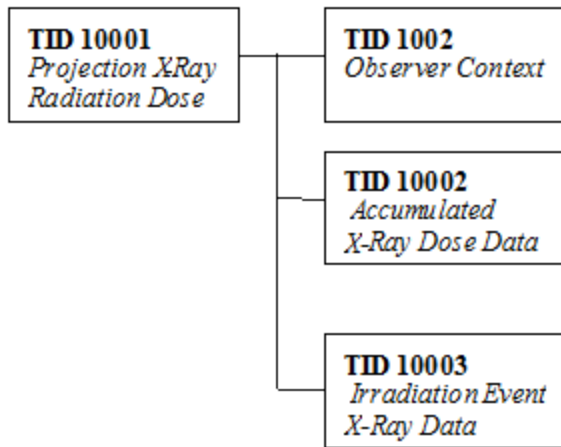 TID 10001
Projection X-Ray
Radiation Dose
TID 1002
Observer Context
TID 10002
Accumulated
X-Ray Dose Data
TID 10003
Irradiation Event
X-Ray Data